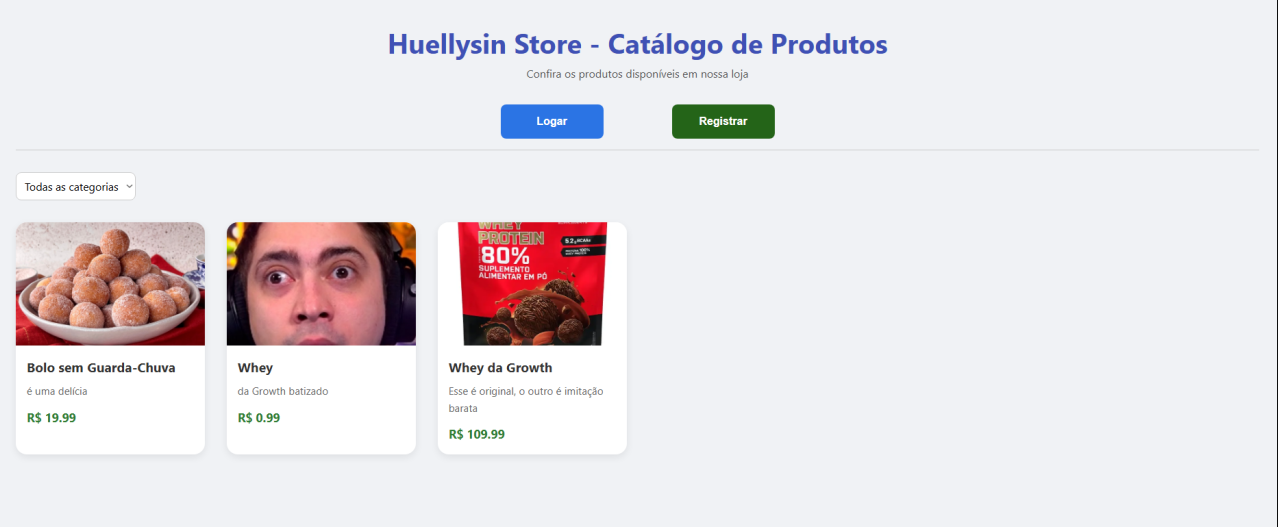 Huellysin Store - Catálogo de Produtos
Confira os produtos disponíveis em nossa loja
Logar
Registrar
Todas as categorias
WHEY
PROTEIN
80%
SUPLEMENTO
ALIMENTAR EM PÓ
Bolo sem Guarda-Chuva
é uma delícia
R$ 19.99
Whey
da Growth batizado
R$ 0.99
Whey da Growth
Esse é original, o outro é imitação
barata
R$ 109.99